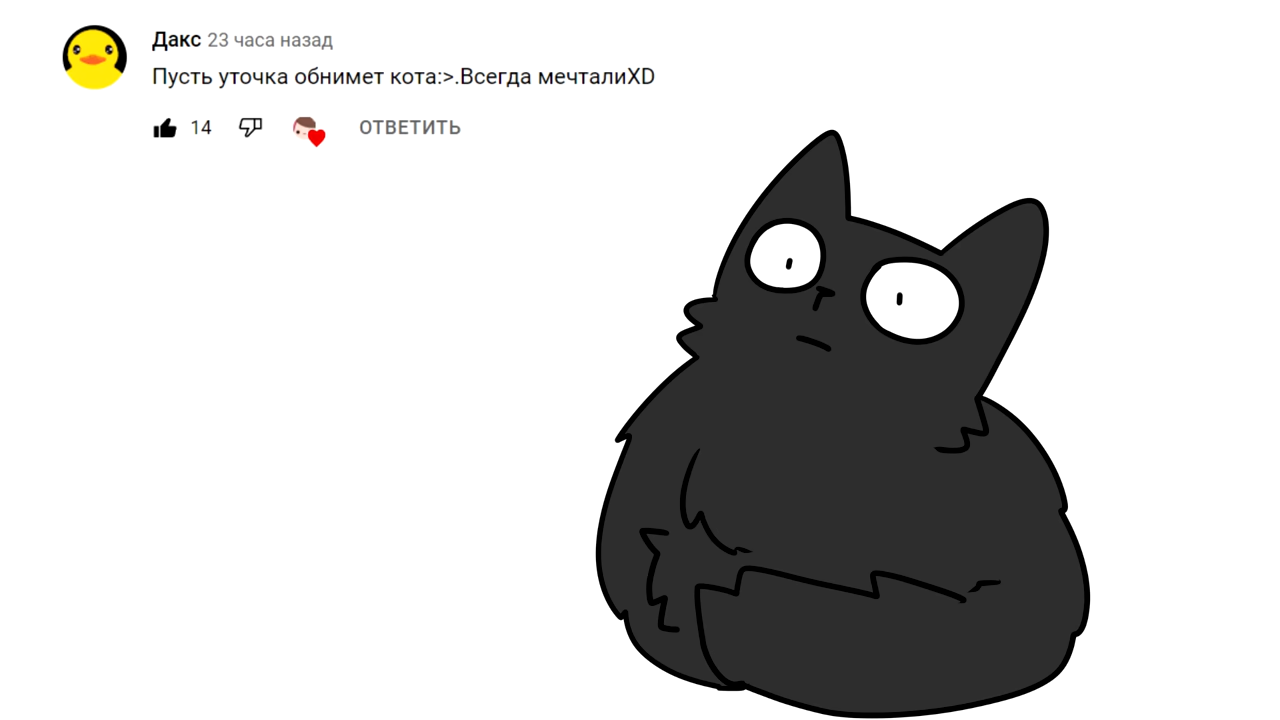 Дакс 23 часа назад
Пусть уточка обнимет кота:>.Всегда мечталиXD
14 ОТВЕТИТЬ